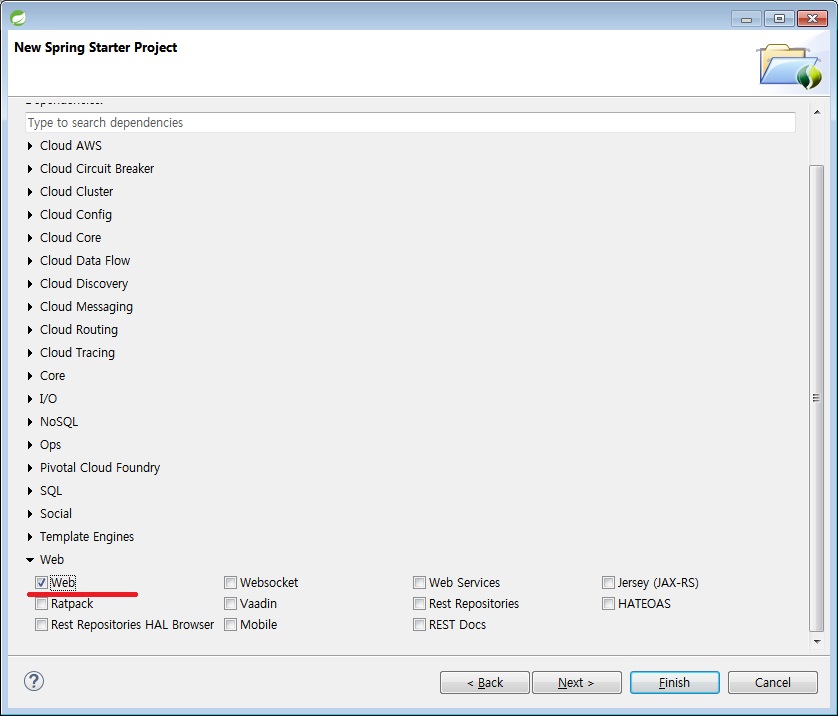 New Spring Starter Project
Dependencies:
Type to search dependencies
Cloud AWS
Cloud Circuit Breaker
Cloud Cluster
Cloud Config
Cloud Core
Cloud Data Flow
Cloud Discovery
Cloud Messaging
Cloud Routing
Cloud Tracing
Core
I/O
NoSQL
Ops
Pivotal Cloud Foundry
SQL
Social
Template Engines
Web
Web Websocket Web Services Jersey (JAX-RS)
Ratpack Vaadin Rest Repositories HATEOAS
Rest Repositories HAL Browser Mobile REST Docs
< Back Next > Finish Cancel